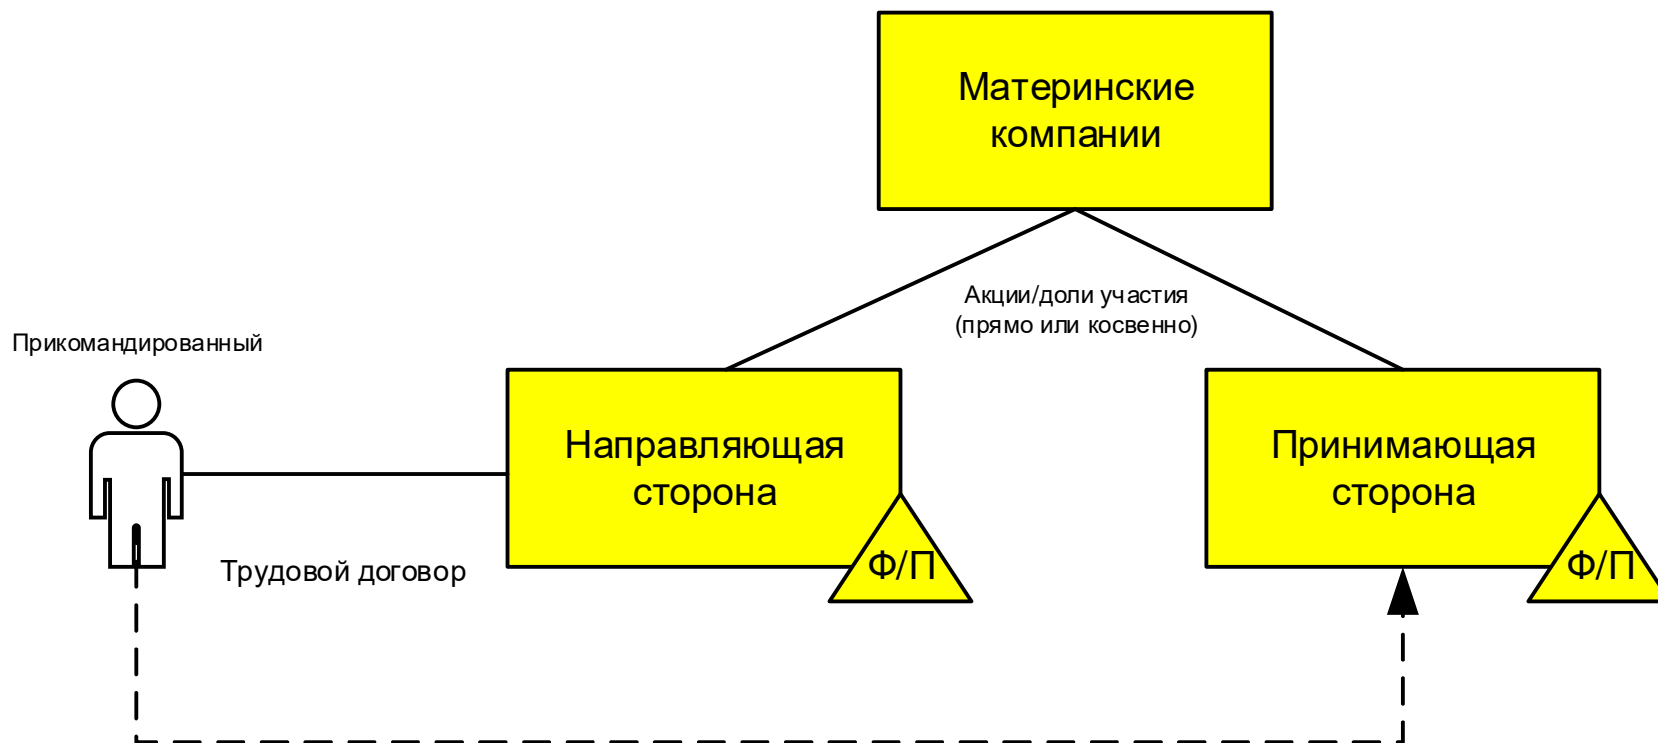 Материнские
компании
Акции/доли участия
(прямо или косвенно)
Прикомандированный
Направляющая
сторона
Принимающая
сторона
Ф/П
Ф/П
Трудовой договор